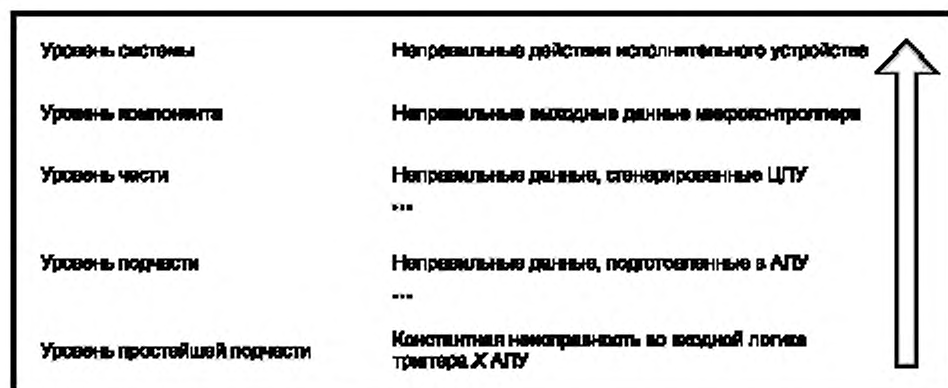 Уровень системы Неправильные действия исполнительного устройства
Уровень компонента Неправильные выходные данные микроконтроллера
Уровень части Неправильные данные, сгенерированные ЦПУ
...
Уровень подчасти Неправильные данные, подготовленные в АЛУ
...
Уровень простейшей подчасти Константная неисправность во входной логике
триггера X АЛУ